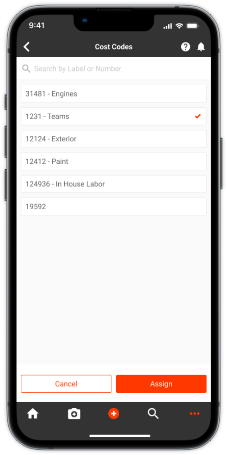 9:41
Cost Codes
Search by Label or Number
31481 - Engines
1231 - Teams
12124 - Exterior
12412 - Paint
124936 - In House Labor
19592
Cancel
Assign